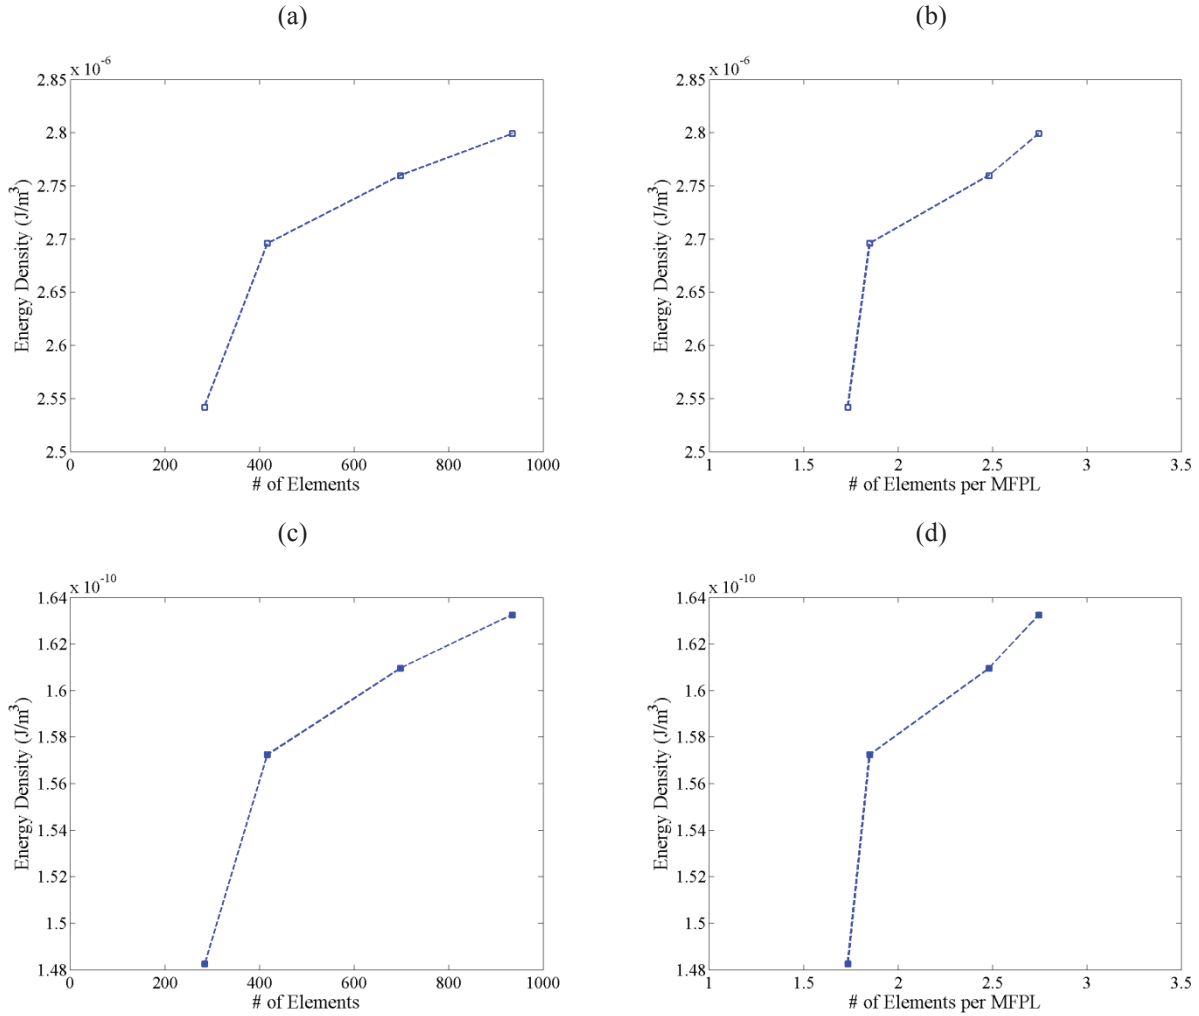 (a)
x 10-6
2.85
2.8
2.75
2.7
2.65
2.6
2.55
2.5
Energy Density (J/m3)
0 200 400 600 800 1000
# of Elements
(b)
x 10-6
2.85
2.8
2.75
2.7
2.65
2.6
2.55
2.5
Energy Density (J/m3)
1 1.5 2 2.5 3 3.5
# of Elements per MFPL
(c)
x 10-10
1.64
1.62
1.6
1.58
1.56
1.54
1.52
1.5
1.48
Energy Density (J/m3)
0 200 400 600 800 1000
# of Elements
(d)
x 10-10
1.64
1.62
1.6
1.58
1.56
1.54
1.52
1.5
1.48
Energy Density (J/m3)
1 1.5 2 2.5 3 3.5
# of Elements per MFPL